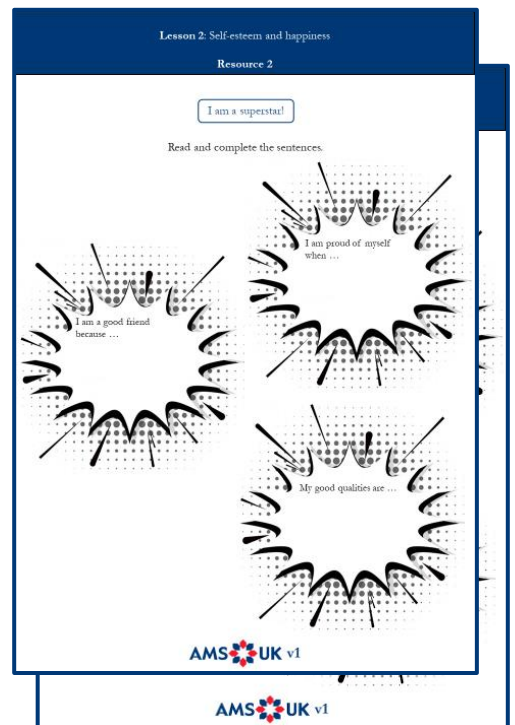 Lesson 2: Self-esteem and happiness
Resource 2
I am a superstar!
Read and complete the sentences.
I am proud of myself
when …
I am a good friend
because …
My good qualities are …
AMS UK v1
AMS UK v1